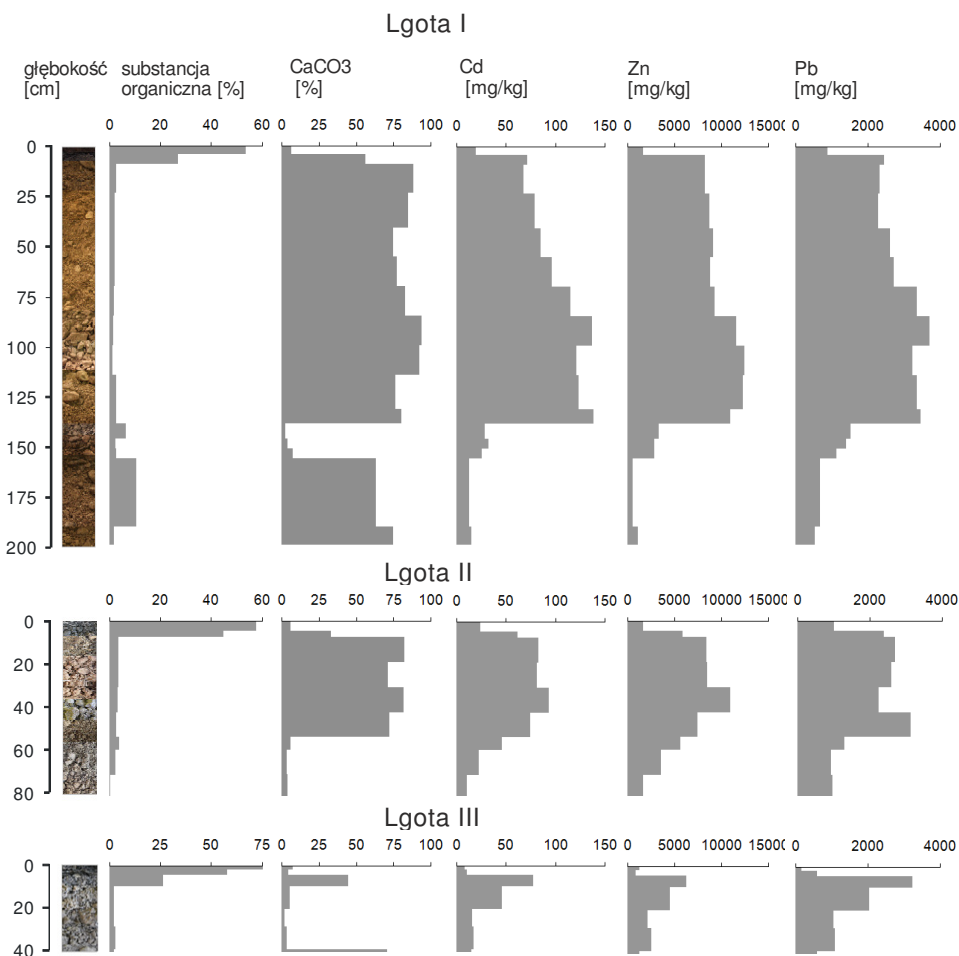 Lgota I
głębokość substancja CaCO3 Cd Zn Pb
[cm] organiczna [%] [%] [mg/kg] [mg/kg] [mg/kg]
0 20 40 60 0 25 50 75 100 0 50 100 150 0 5000 10000 15000 0 2000 4000
0
25
50
75
100
125
150
175
200
Lgota II
0 20 40 60 0 25 50 75 100 0 50 100 150 0 5000 10000 15000 0 2000 4000
0
20
40
60
80
Lgota III
0 25 50 75 0 25 50 75 100 0 50 100 150 0 5000 10000 15000 0 2000 4000
0
20
40